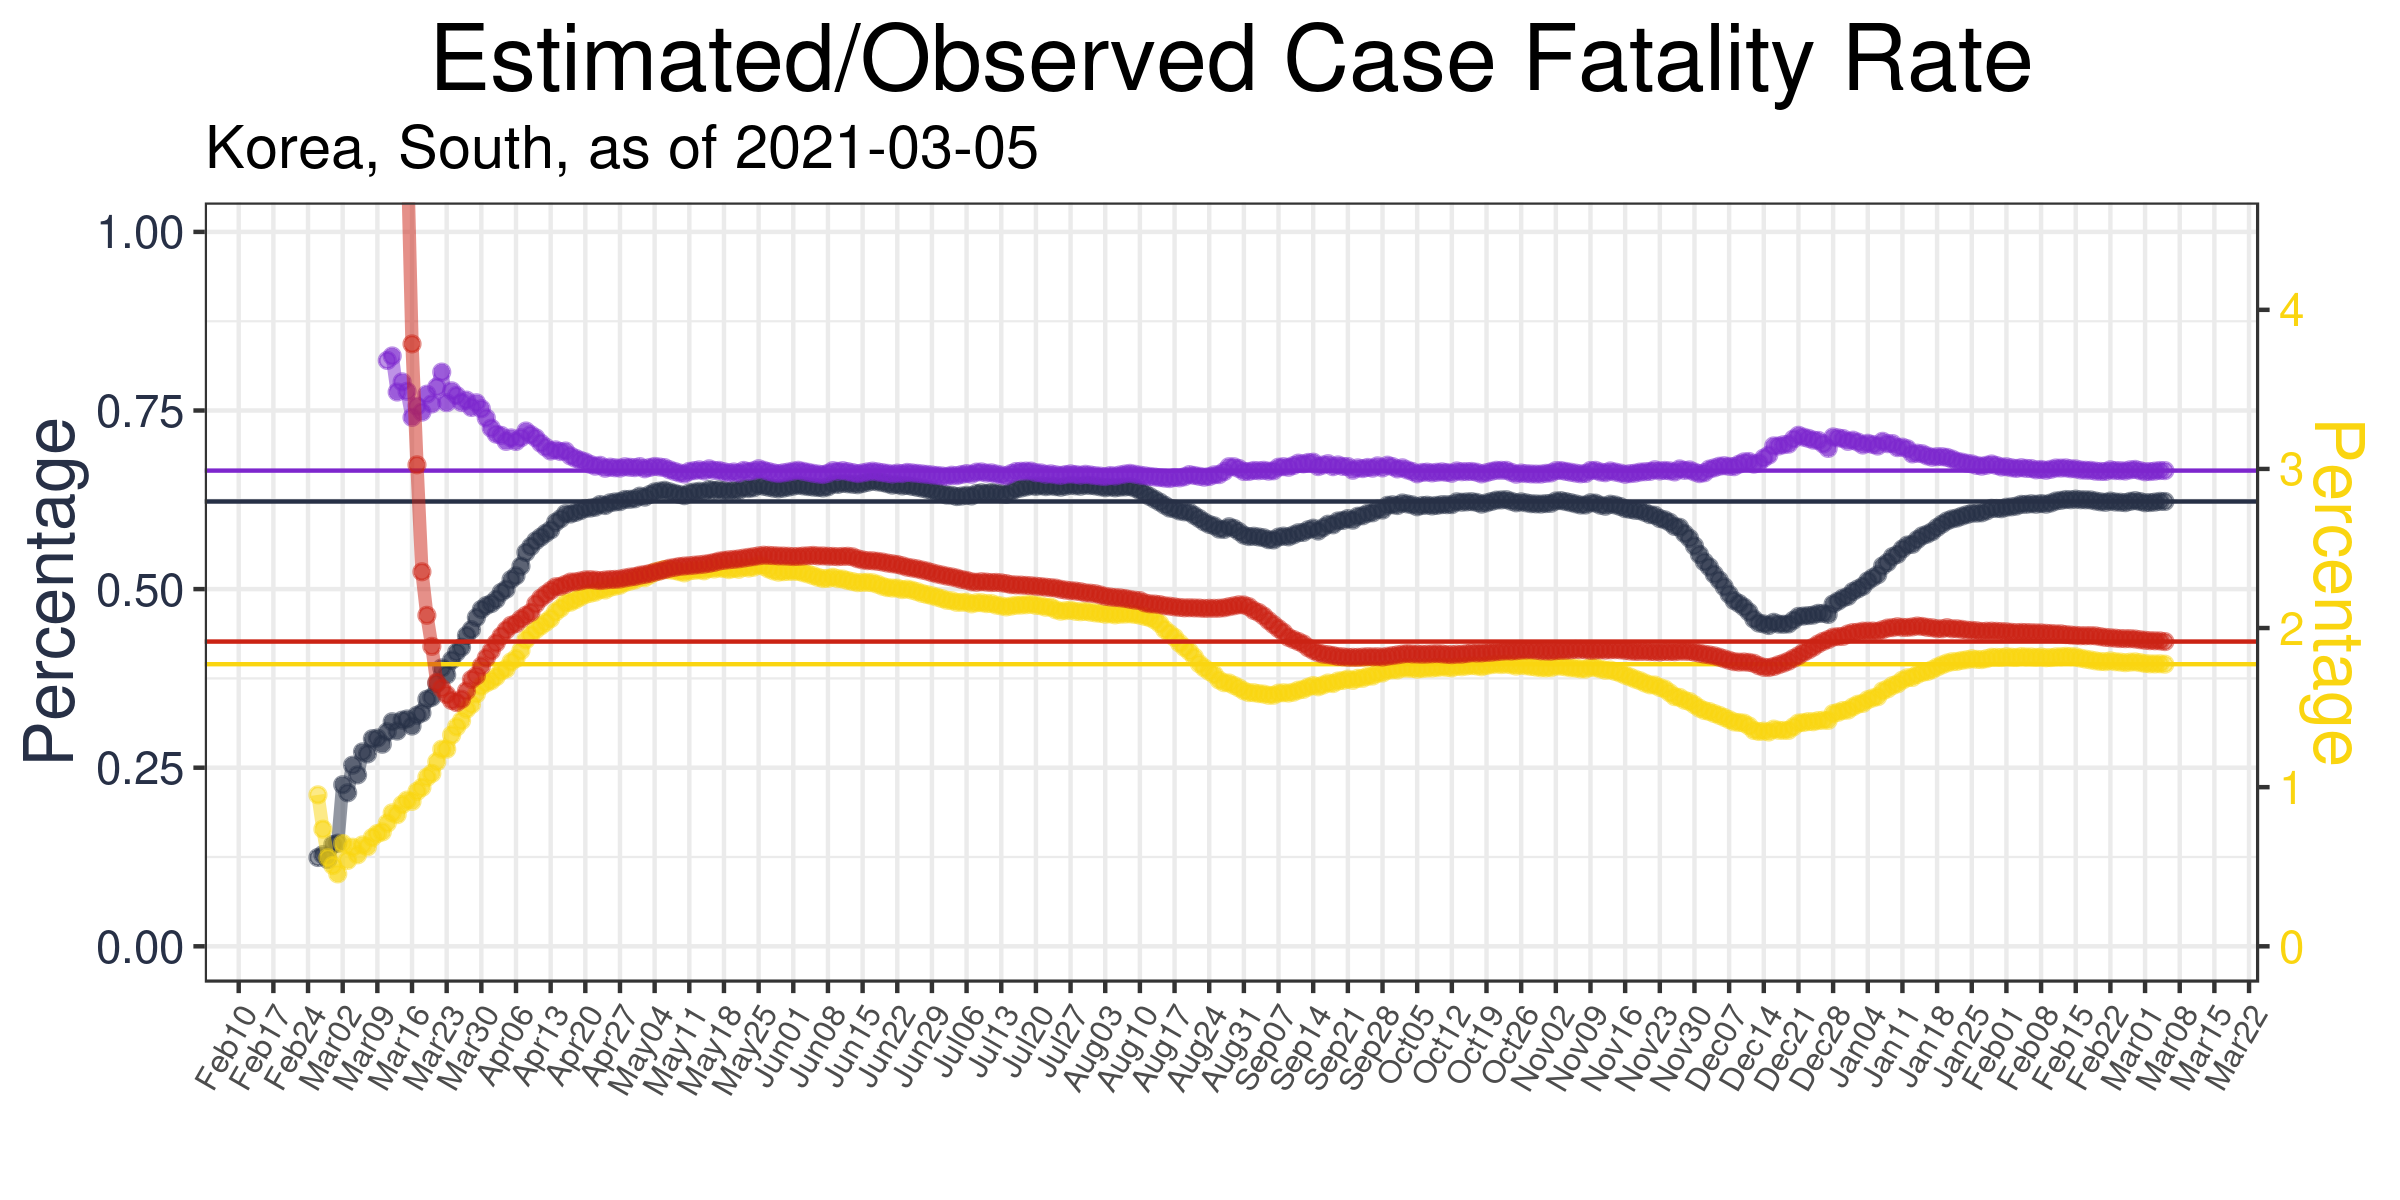 Estimated/Observed Case Fatality Rate
Korea, South, as of 2021-03-05
Percentage
1.00
0.75
0.50
0.25
0.00
4
3
2
1
0
Percentage
Feb10
Feb17
Feb24
Mar02
Mar09
Mar16
Mar23
Mar30
Apr06
Apr13
Apr20
Apr27
May04
May11
May18
May25
Jun01
Jun08
Jun15
Jun22
Jun29
Jul06
Jul13
Jul20
Jul27
Aug03
Aug10
Aug17
Aug24
Aug31
Sep07
Sep14
Sep21
Sep28
Oct05
Oct12
Oct19
Oct26
Nov02
Nov09
Nov16
Nov23
Nov30
Dec07
Dec14
Dec21
Dec28
Jan04
Jan11
Jan18
Jan25
Feb01
Feb08
Feb15
Feb22
Mar01
Mar08
Mar15
Mar22